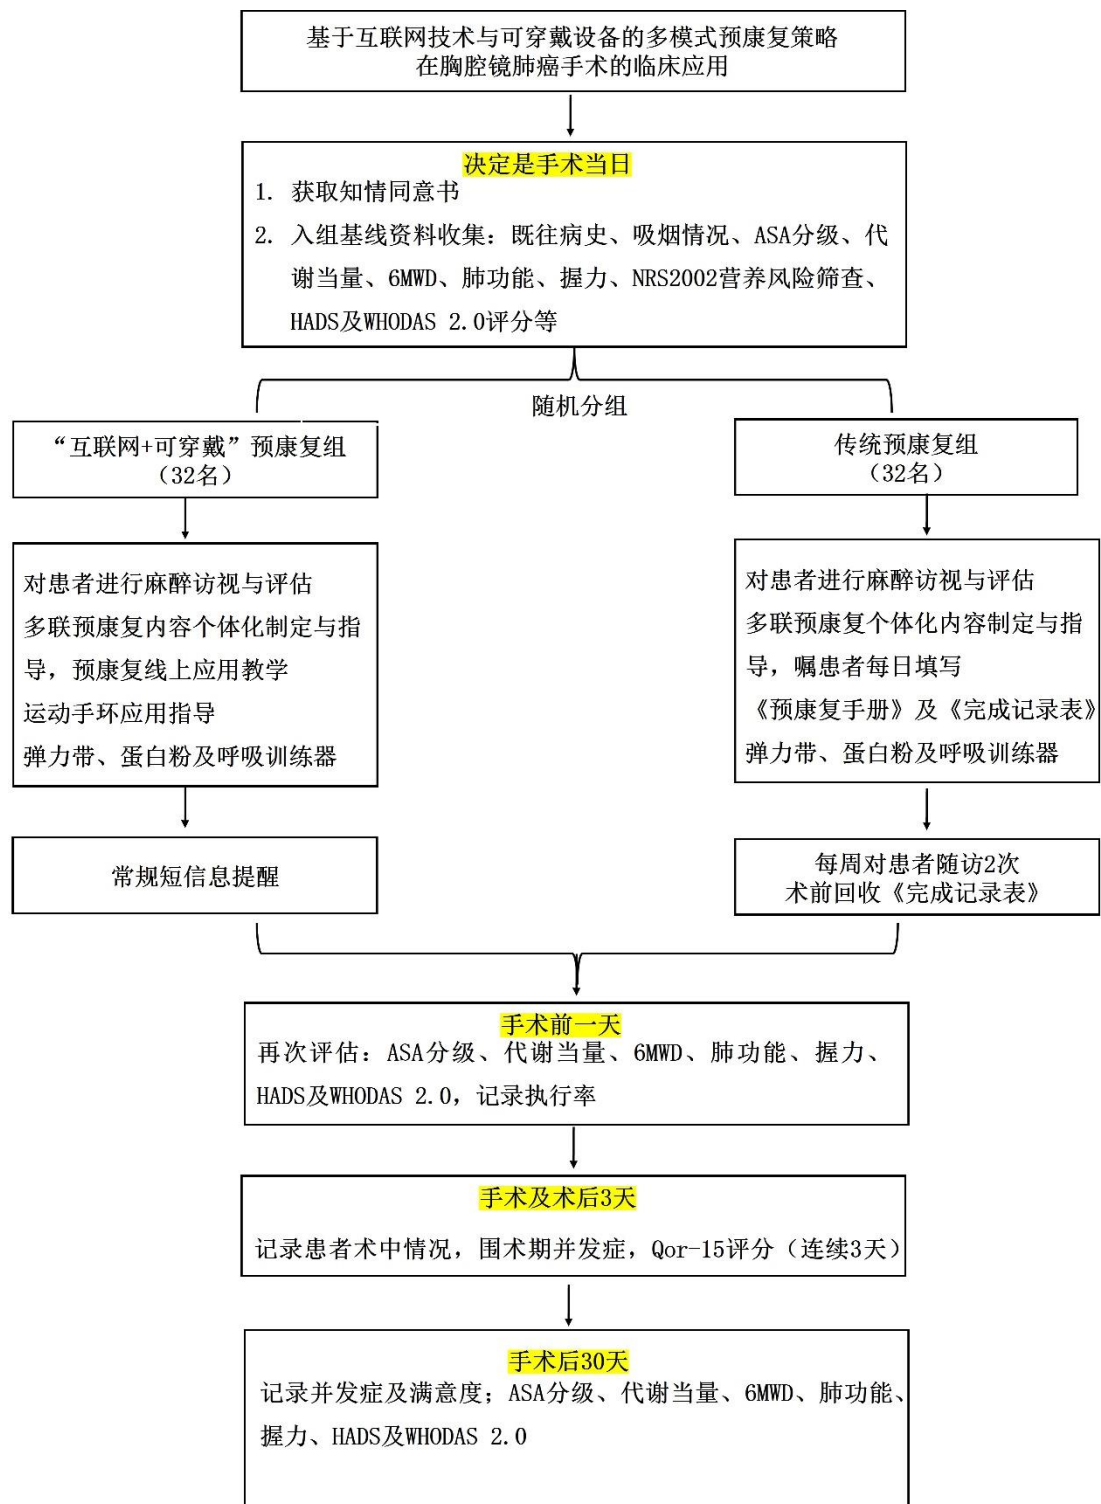 基于互联网技术与可穿戴设备的多模式预康复策略
在胸腔镜肺癌手术的临床应用
决定是手术当日
1. 获取知情同意书
2. 入组基线资料收集：既往病史、吸烟情况、ASA分级、代
谢当量、6MWD、肺功能、握力、NRS2002营养风险筛查、
HADS及WHODAS 2.0评分等
随机分组
“互联网+可穿戴”预康复组
（32名）
对患者进行麻醉访视与评估
多联预康复内容个体化制定与指
导，预康复线上应用教学
运动手环应用指导
弹力带、蛋白粉及呼吸训练器
常规短信息提醒
传统预康复组
（32名）
对患者进行麻醉访视与评估
多联预康复个体化内容制定与指
导，嘱患者每日填写
《预康复手册》及《完成记录表》
弹力带、蛋白粉及呼吸训练器
每周对患者随访2次
术前回收《完成记录表》
手术前一天
再次评估：ASA分级、代谢当量、6MWD、肺功能、握力、
HADS及WHODAS 2.0，记录执行率
手术及术后3天
记录患者术中情况，围术期并发症，Qor-15评分（连续3天）
手术后30天
记录并发症及满意度；ASA分级、代谢当量、6MWD、肺功能、
握力、HADS及WHODAS 2.0